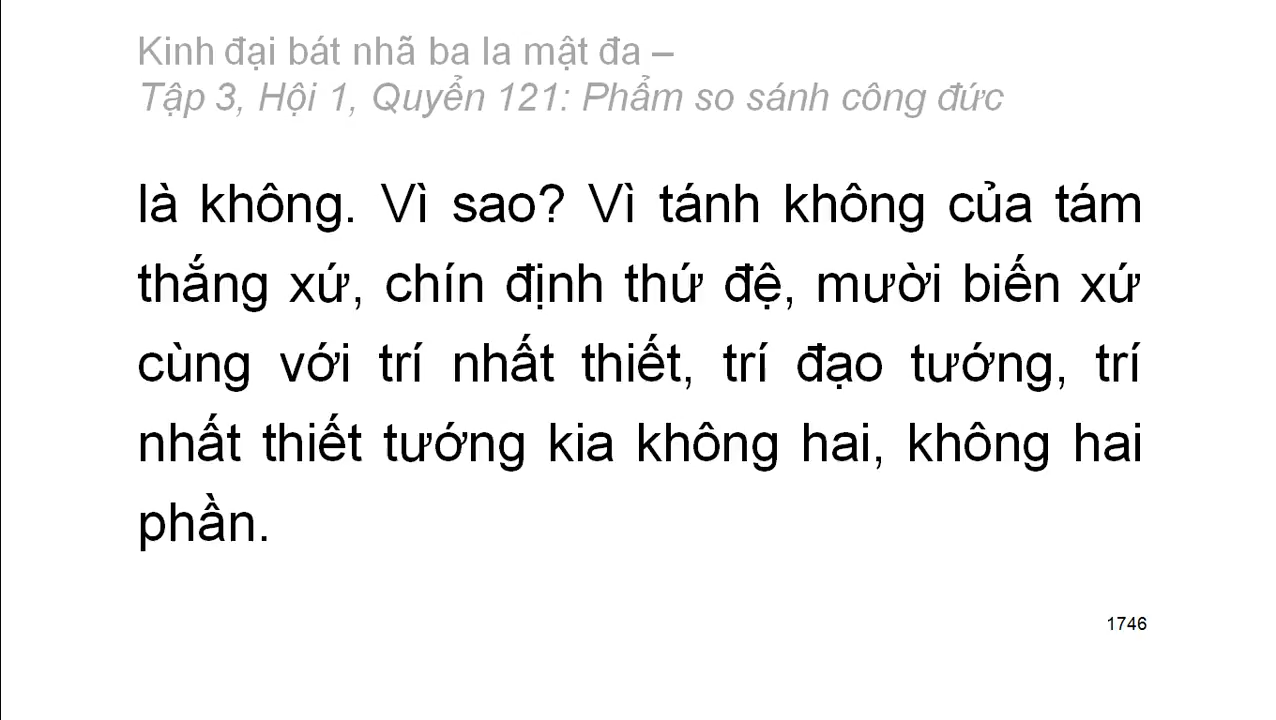 Kinh đại bát nhã ba la mật đa –
Tập 3, Hội 1, Quyển 121: Phẩm so sánh công đức
là không. Vì sao? Vì tánh không của tám
thắng xứ, chín định thứ đệ, mười biến xứ
cùng với trí nhất thiết, trí đạo tướng, trí
nhất thiết tướng kia không hai, không hai
phần.
1746